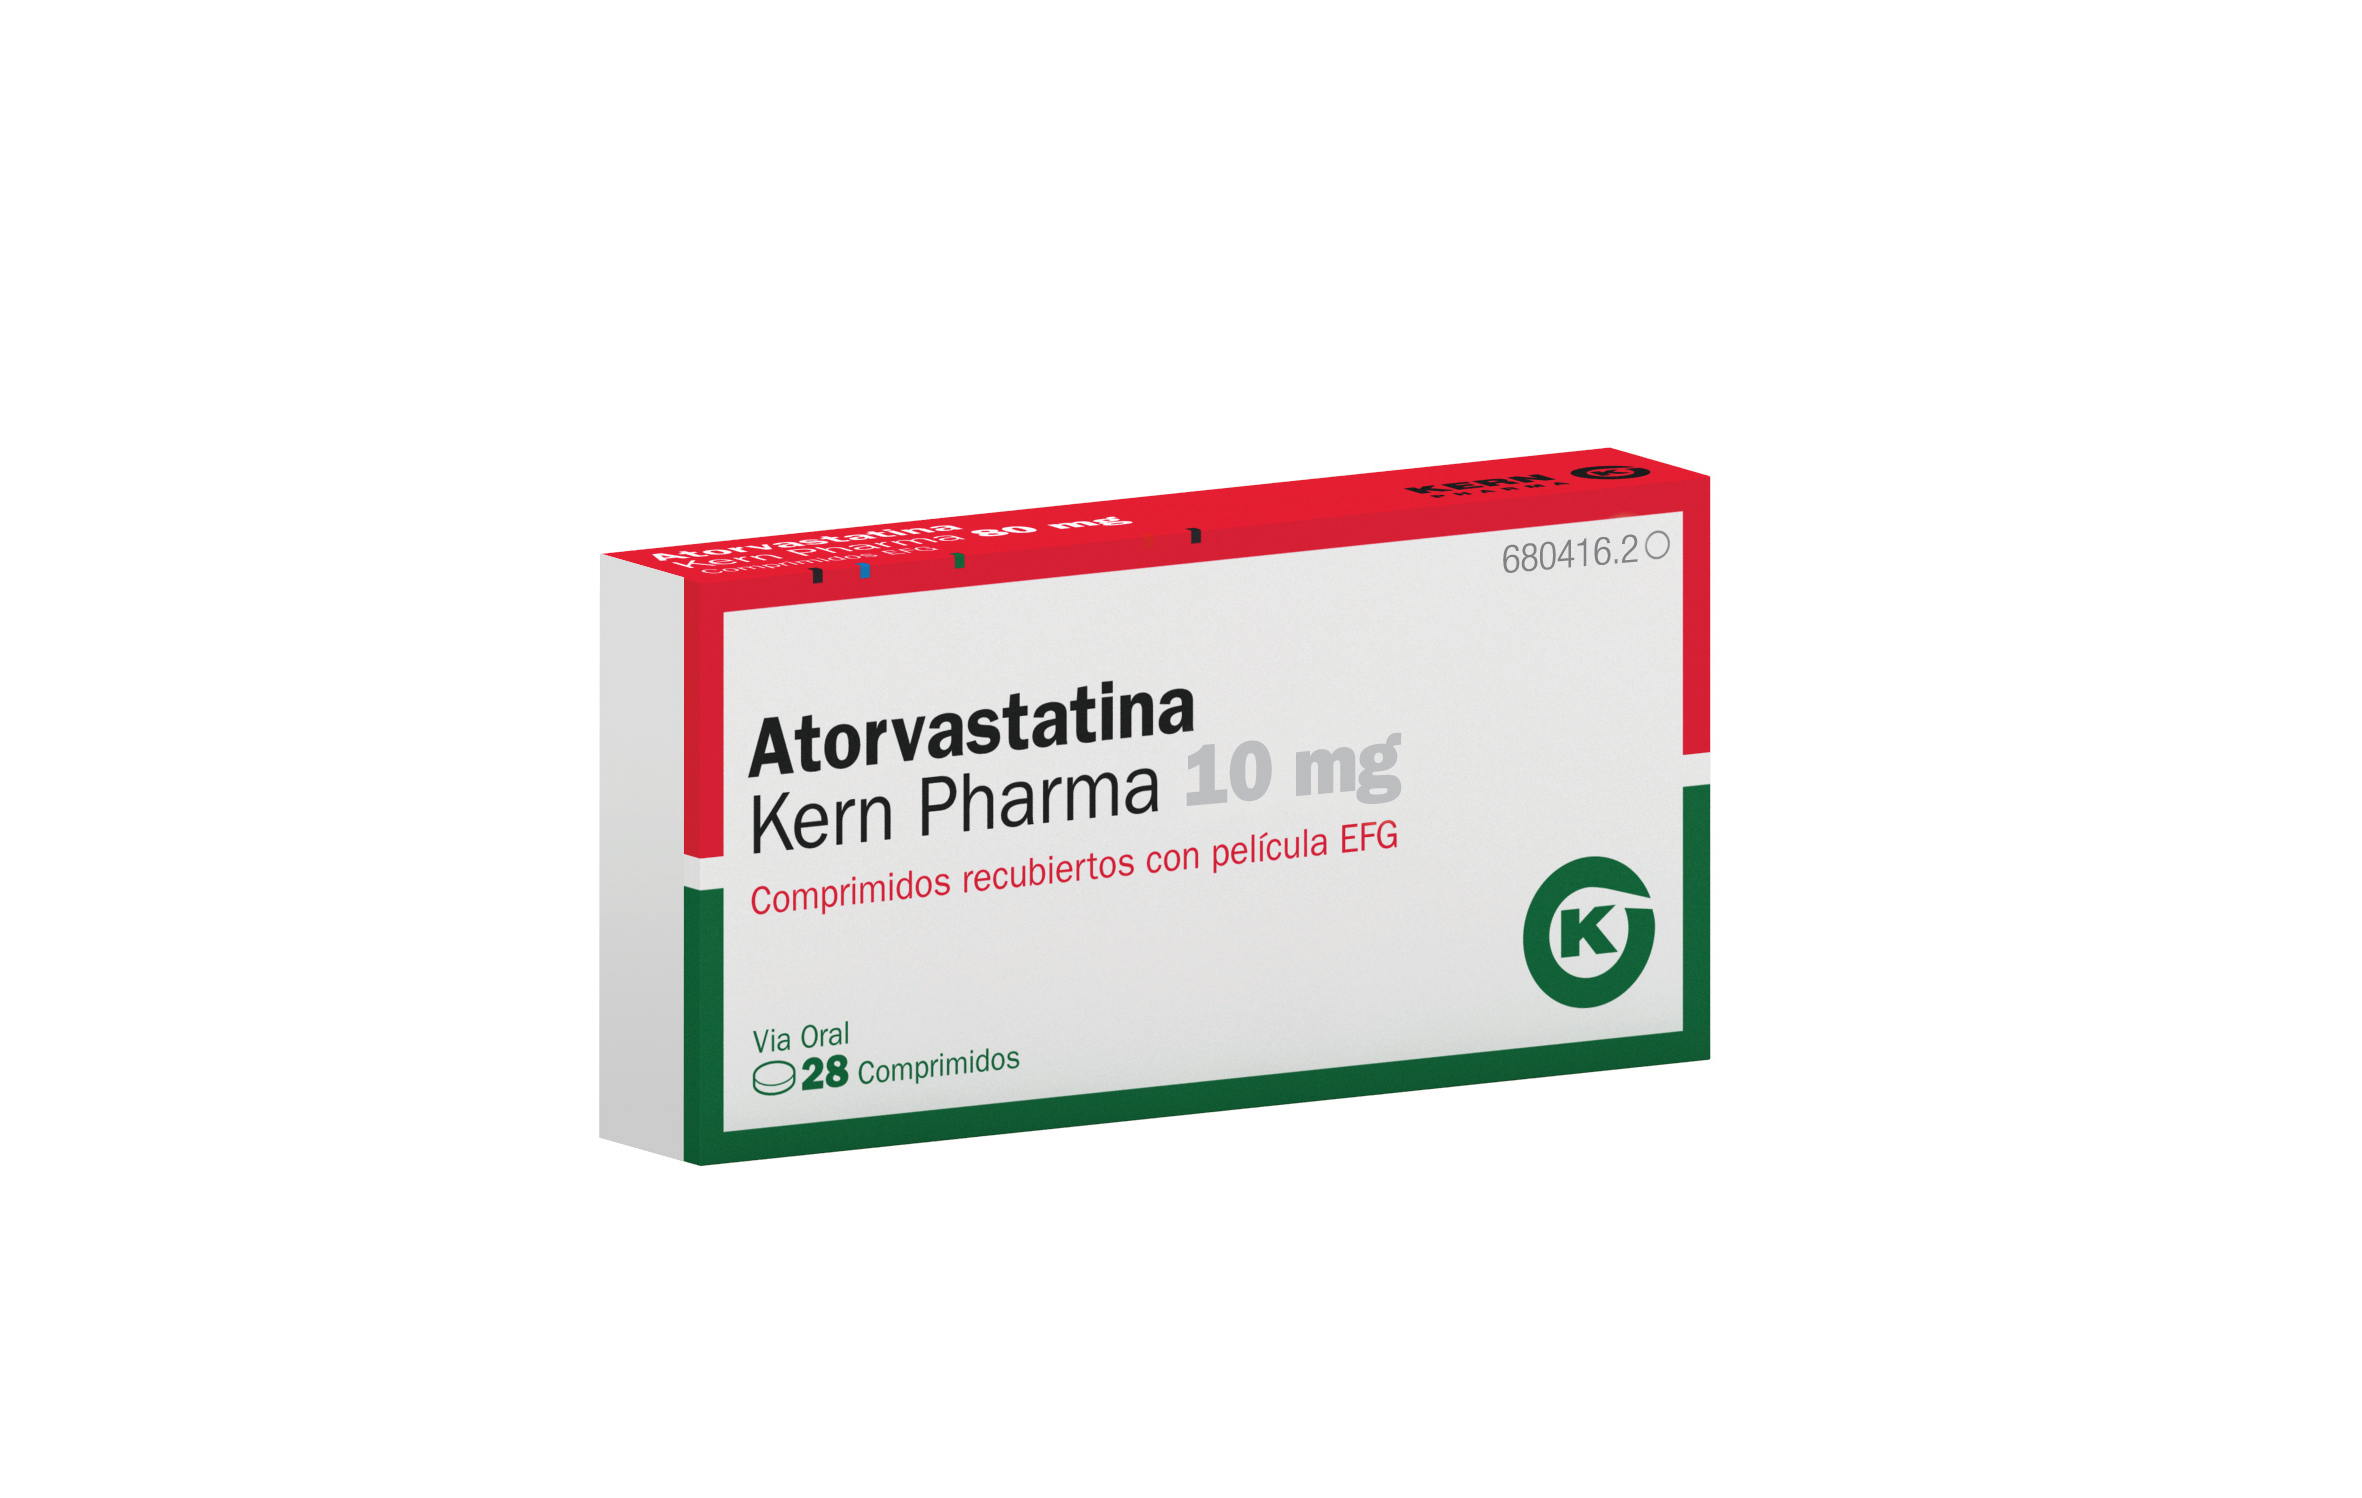 Atorvastatina
Kern Pharma 80 mg
Comprimidos EFG
KERN
PHARMA
K
680416.2
Atorvastatina
Kern Pharma 10 mg
Comprimidos recubiertos con película EFG
K
Via Oral
28 Comprimidos